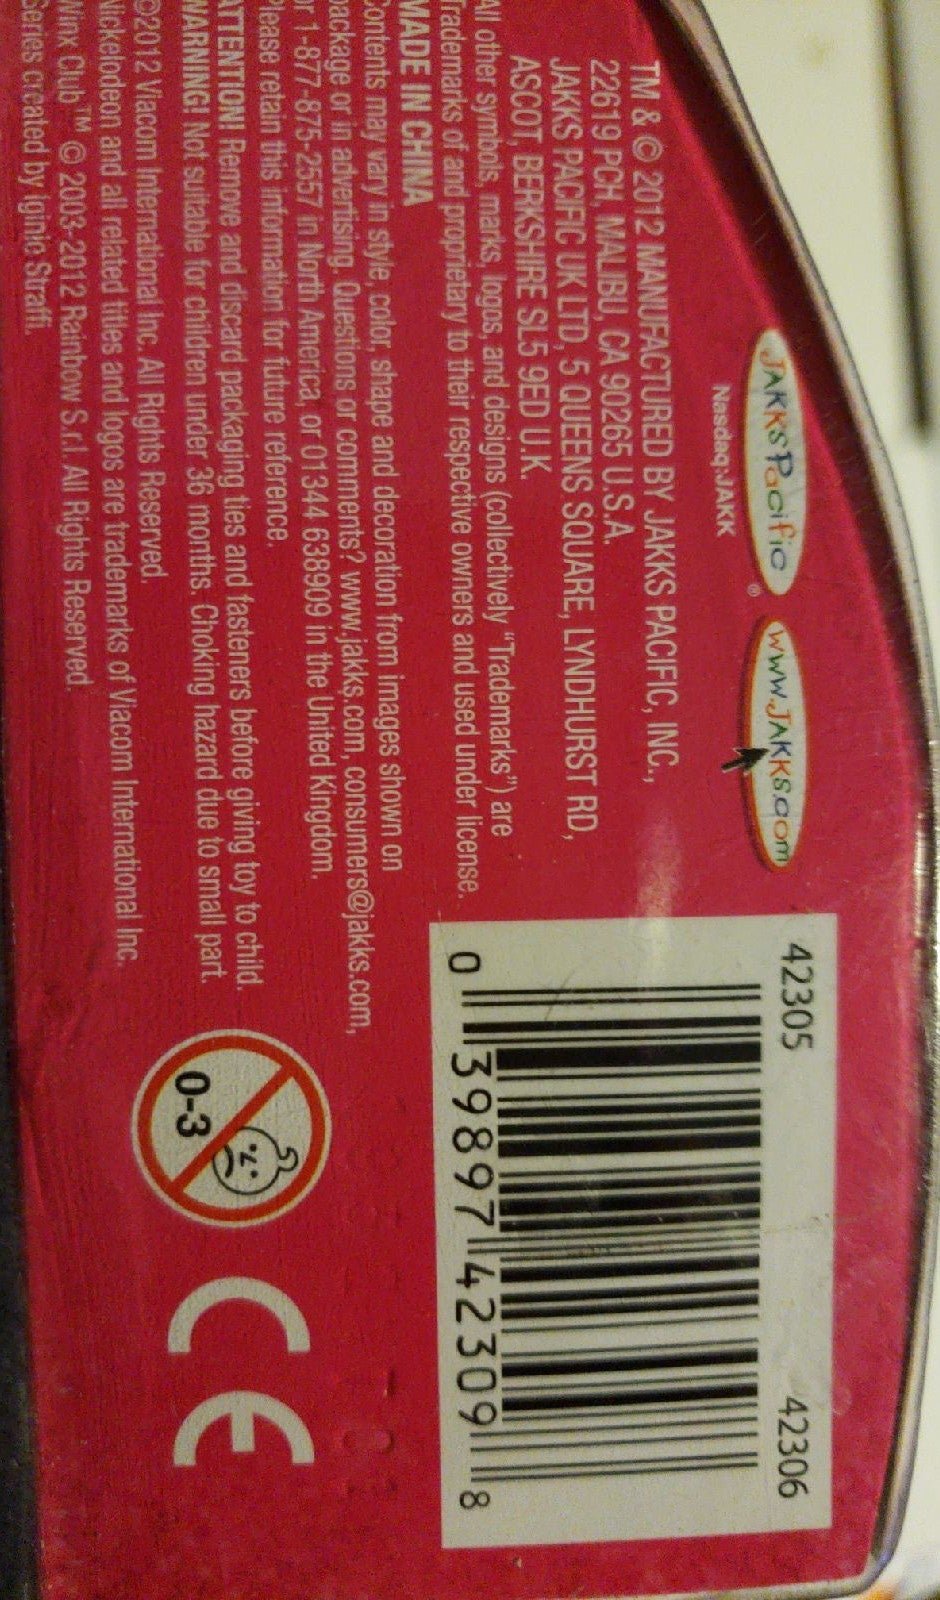 JAKKSPacific®
www.JAKKS.com
Nasdaq:JAKK
TM & © 2012 MANUFACTURED BY JAKKS PACIFIC, INC.,
22619 PCH, MALIBU, CA 90265 U.S.A.
JAKKS PACIFIC UK LTD, 5 QUEENS SQUARE, LYNDHURST RD,
ASCOT, BERKSHIRE SL5 9ED U.K.
All other symbols, marks, logos, and designs (collectively "Trademarks") are
Trademarks of and proprietary to their respective owners and used under license.
MADE IN CHINA
Contents may vary in style, color, shape and decoration from images shown on
package or in advertising. Questions or comments? www.jakks.com, consumers@jakks.com,
or 1-877-875-2557 in North America, or 01344 638909 in the United Kingdom.
Please retain this information for future reference.
ATTENTION! Remove and discard packaging ties and fasteners before giving toy to child.
WARNING! Not suitable for children under 36 months. Choking hazard due to small part.
©2012 Viacom International Inc. All Rights Reserved.
Nickelodeon and all related titles and logos are trademarks of Viacom International Inc.
Winx Club™ © 2003-2012 Rainbow S.r.l. All Rights Reserved.
Series created by Iginio Straffi.
42305 42306
0 39897 42309 8
0-3
CE